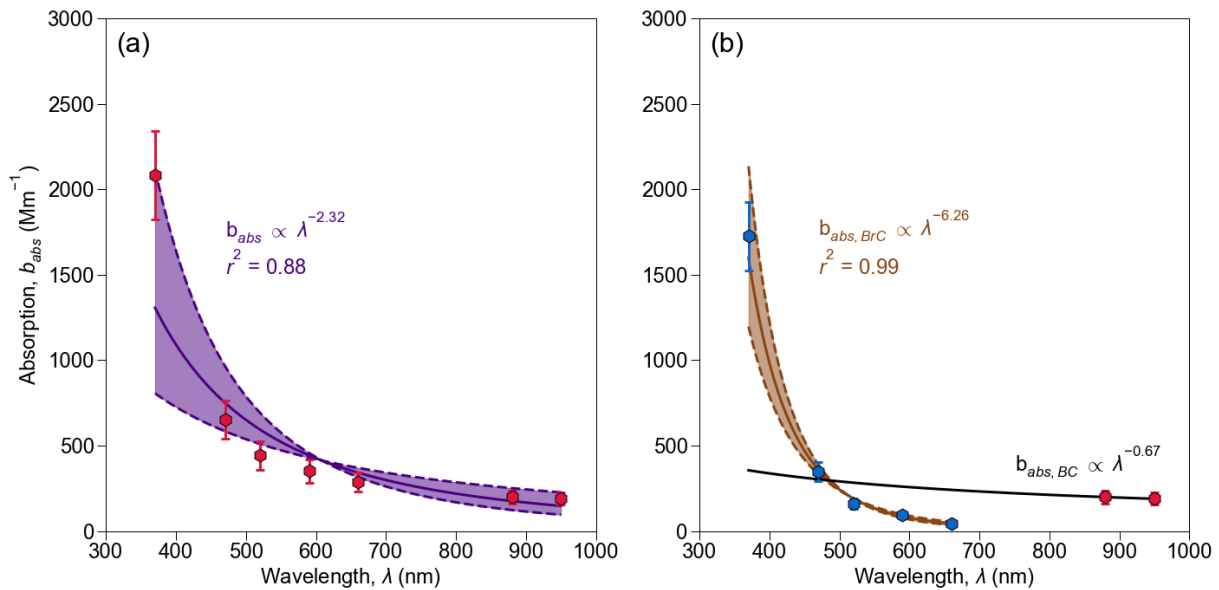 (a)
3000
2500
2000
1500
1000
500
0
Absorption, b_abs (Mm⁻¹)
b_abs ∝ λ^−2.32
r² = 0.88
300 400 500 600 700 800 900 1000
Wavelength, λ (nm)
(b)
3000
2500
2000
1500
1000
500
0
b_abs, BrC ∝ λ^−6.26
r² = 0.99
b_abs, BC ∝ λ^−0.67
300 400 500 600 700 800 900 1000
Wavelength, λ (nm)